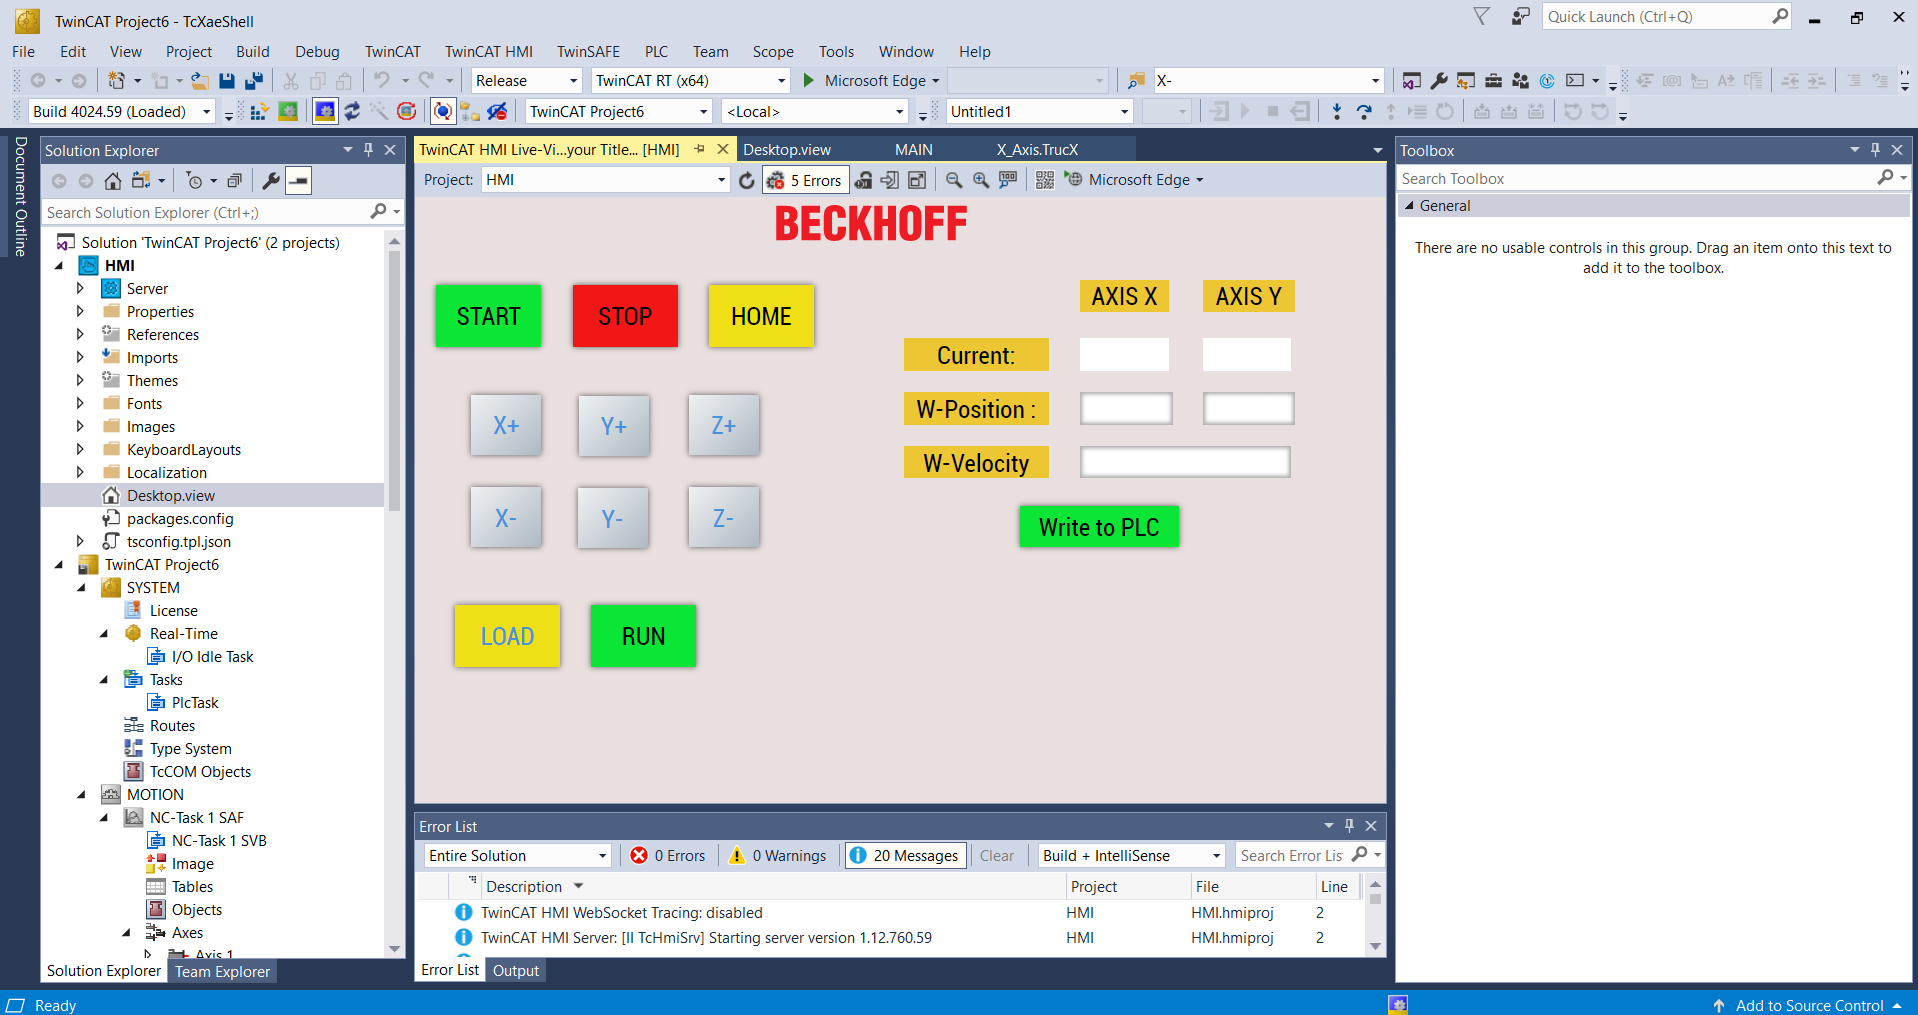 TwinCAT Project6 - TcXaeShell
Quick Launch (Ctrl+Q)
File Edit View Project Build Debug TwinCAT TwinCAT HMI TwinSAFE PLC Team Scope Tools Window Help
Release TwinCAT RT (x64) Microsoft Edge X-
Build 4024.59 (Loaded) TwinCAT Project6 <Local> Untitled1
Document Outline
Solution Explorer
Search Solution Explorer (Ctrl+;)
Solution 'TwinCAT Project6' (2 projects)
HMI
Server
Properties
References
Imports
Themes
Fonts
Images
KeyboardLayouts
Localization
Desktop.view
packages.config
tsconfig.tpl.json
TwinCAT Project6
SYSTEM
License
Real-Time
I/O Idle Task
Tasks
PlcTask
Routes
Type System
TcCOM Objects
MOTION
NC-Task 1 SAF
NC-Task 1 SVB
Image
Tables
Objects
Axes
Axis 1
Solution Explorer Team Explorer
TwinCAT HMI Live-Vi...your Title... [HMI] Desktop.view MAIN X_Axis.TrucX
Project: HMI 5 Errors Microsoft Edge
BECKHOFF
START STOP HOME
X+ Y+ Z+
X- Y- Z-
LOAD RUN
AXIS X AXIS Y
Current:
W-Position :
W-Velocity
Write to PLC
Error List
Entire Solution 0 Errors 0 Warnings 20 Messages Clear Build + IntelliSense Search Error Lis
Description Project File Line
TwinCAT HMI WebSocket Tracing: disabled HMI HMI.hmiproj 2
TwinCAT HMI Server: [II TcHmiSrv] Starting server version 1.12.760.59 HMI HMI.hmiproj 2
Error List Output
Toolbox
Search Toolbox
General
There are no usable controls in this group. Drag an item onto this text to
add it to the toolbox.
Ready
Add to Source Control